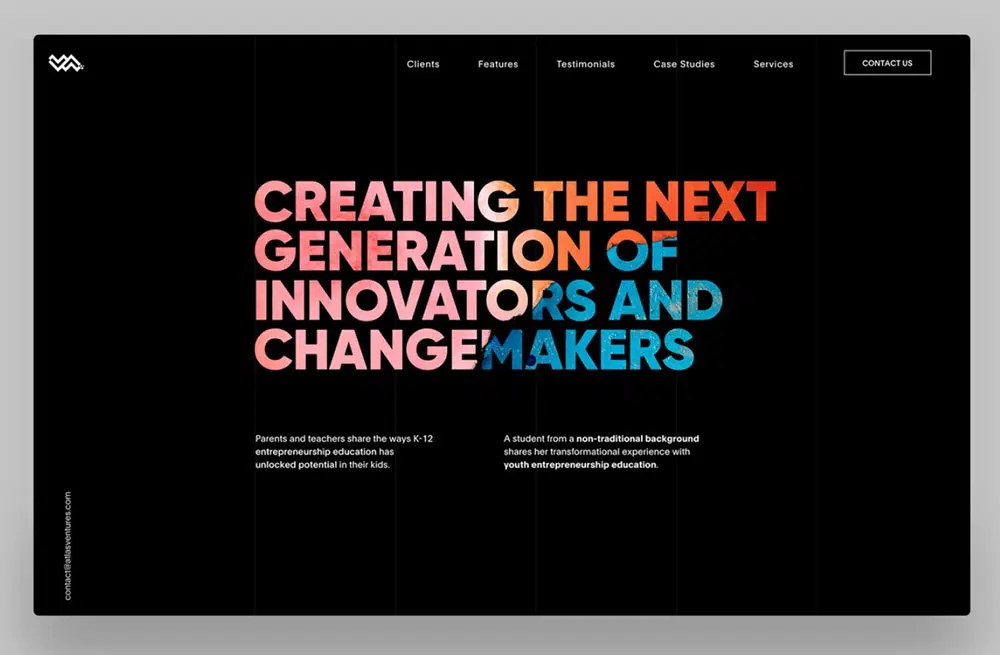 Clients Features Testimonials Case Studies Services CONTACT US
CREATING THE NEXT
GENERATION OF
INNOVATORS AND
CHANGEMAKERS
Parents and teachers share the ways K-12
entrepreneurship education has
unlocked potential in their kids.
A student from a non-traditional background
shares her transformational experience with
youth entrepreneurship education.
contact@atlasventures.com